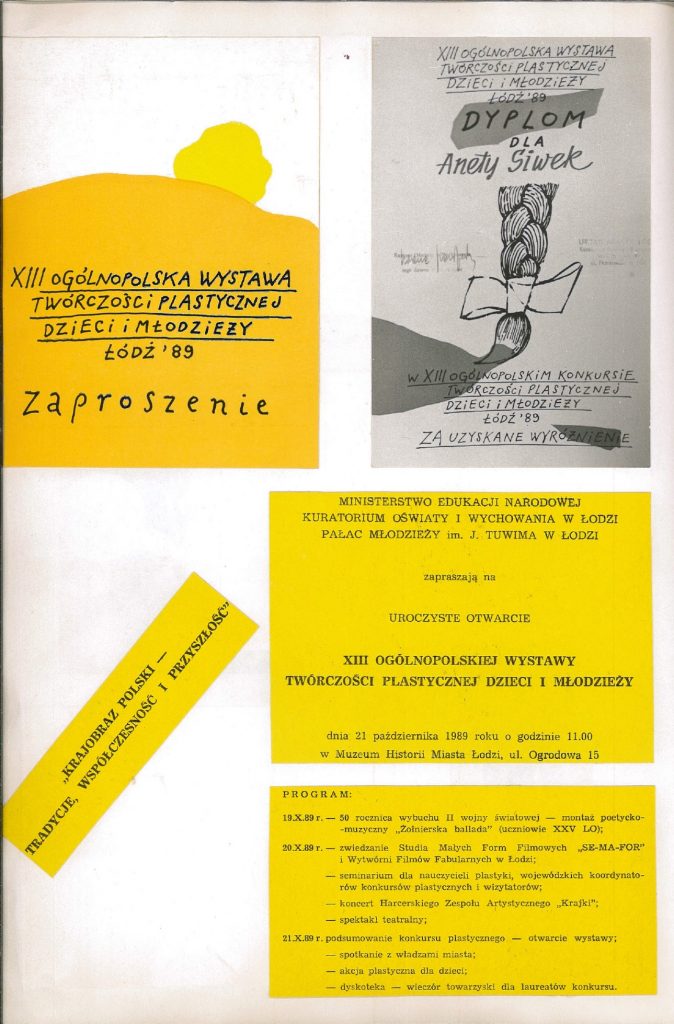 XIII OGÓLNOPOLSKA WYSTAWA
TWÓRCZOŚCI PLASTYCZNEJ
DZIECI i MŁODZIEŻY
ŁÓDŹ '89
zaproszenie
XIII OGÓLNOPOLSKA WYSTAWA
TWÓRCZOŚCI PLASTYCZNEJ
DZIECI i MŁODZIEŻY
ŁÓDŹ '89
DYPLOM
DLA
Anety Siwek
W XIII OGÓLNOPOLSKIM KONKURSIE
TWÓRCZOŚCI PLASTYCZNEJ
DZIECI i MŁODZIEŻY
ŁÓDŹ '89
ZA UZYSKANE WYRÓŻNIENIE
MINISTERSTWO EDUKACJI NARODOWEJ
KURATORIUM OŚWIATY I WYCHOWANIA W ŁODZI
PAŁAC MŁODZIEŻY im. J. TUWIMA W ŁODZI
zapraszają na
UROCZYSTE OTWARCIE
XIII OGÓLNOPOLSKIEJ WYSTAWY
TWÓRCZOŚCI PLASTYCZNEJ DZIECI I MŁODZIEŻY
dnia 21 października 1989 roku o godzinie 11.00
w Muzeum Historii Miasta Łodzi, ul. Ogrodowa 15
„KRAJOBRAZ POLSKI —
TRADYCJE, WSPÓŁCZESNOŚĆ I PRZYSZŁOŚĆ"
PROGRAM:
19.X.89 r. — 50 rocznica wybuchu II wojny światowej — montaż poetycko-
-muzyczny „Żołnierska ballada" (uczniowie XXV LO);
20.X.89 r. — zwiedzanie Studia Małych Form Filmowych „SE-MA-FOR"
i Wytwórni Filmów Fabularnych w Łodzi;
— seminarium dla nauczycieli plastyki, wojewódzkich koordynato-
rów konkursów plastycznych i wizytatorów;
— koncert Harcerskiego Zespołu Artystycznego „Krajki";
— spektakl teatralny;
21.X.89 r. podsumowanie konkursu plastycznego — otwarcie wystawy;
— spotkanie z władzami miasta;
— akcja plastyczna dla dzieci;
— dyskoteka — wieczór towarzyski dla laureatów konkursu.